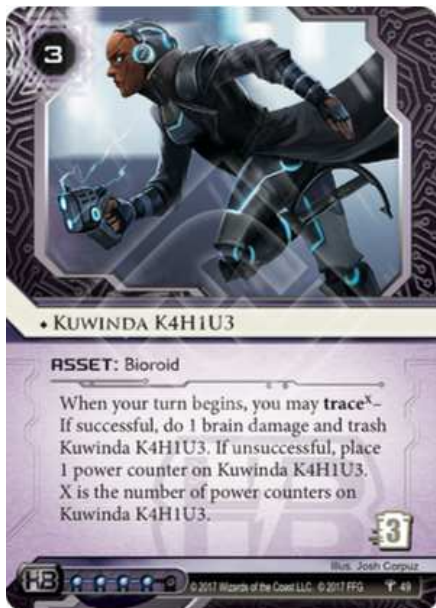 3
♦ KUWINDA K4H1U3
ASSET: Bioroid
When your turn begins, you may traceˣ–
If successful, do 1 brain damage and trash
Kuwinda K4H1U3. If unsuccessful, place
1 power counter on Kuwinda K4H1U3.
X is the number of power counters on
Kuwinda K4H1U3.
3
Illus. Josh Corpuz
HB © 2017 Wizards of the Coast LLC. © 2017 FFG 49